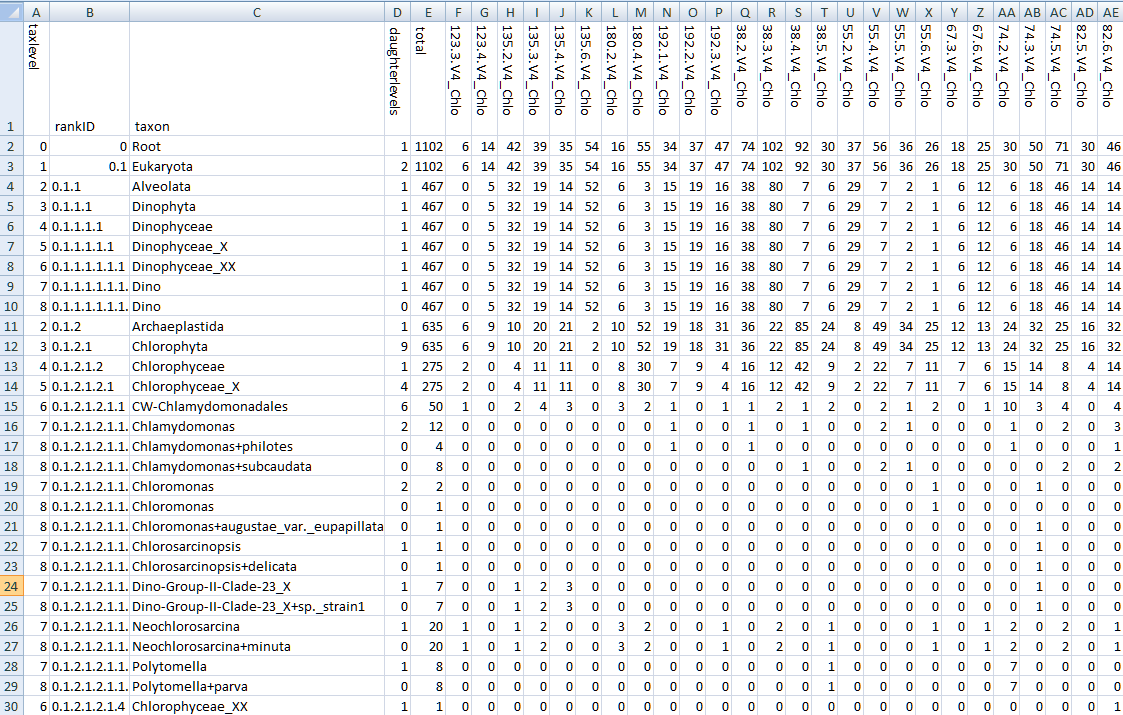 A B C D E F G H I J K L M N O P Q R S T U V W X Y Z AA AB AC AD AE
1 taxlevel rankID taxon daughterlevels total 123.3.V4_Chlo 123.4.V4_Chlo 135.2.V4_Chlo 135.3.V4_Chlo 135.4.V4_Chlo 135.6.V4_Chlo 180.2.V4_Chlo 180.4.V4_Chlo 192.1.V4_Chlo 192.2.V4_Chlo 192.3.V4_Chlo 38.2.V4_Chlo 38.3.V4_Chlo 38.4.V4_Chlo 38.5.V4_Chlo 55.2.V4_Chlo 55.4.V4_Chlo 55.5.V4_Chlo 55.6.V4_Chlo 67.3.V4_Chlo 67.6.V4_Chlo 74.2.V4_Chlo 74.3.V4_Chlo 74.5.V4_Chlo 82.5.V4_Chlo 82.6.V4_Chlo
2 0 0 Root 1 1102 6 14 42 39 35 54 16 55 34 37 47 74 102 92 30 37 56 36 26 18 25 30 50 71 30 46
3 1 0.1 Eukaryota 2 1102 6 14 42 39 35 54 16 55 34 37 47 74 102 92 30 37 56 36 26 18 25 30 50 71 30 46
4 2 0.1.1 Alveolata 1 467 0 5 32 19 14 52 6 3 15 19 16 38 80 7 6 29 7 2 1 6 12 6 18 46 14 14
5 3 0.1.1.1 Dinophyta 1 467 0 5 32 19 14 52 6 3 15 19 16 38 80 7 6 29 7 2 1 6 12 6 18 46 14 14
6 4 0.1.1.1.1 Dinophyceae 1 467 0 5 32 19 14 52 6 3 15 19 16 38 80 7 6 29 7 2 1 6 12 6 18 46 14 14
7 5 0.1.1.1.1.1 Dinophyceae_X 1 467 0 5 32 19 14 52 6 3 15 19 16 38 80 7 6 29 7 2 1 6 12 6 18 46 14 14
8 6 0.1.1.1.1.1.1 Dinophyceae_XX 1 467 0 5 32 19 14 52 6 3 15 19 16 38 80 7 6 29 7 2 1 6 12 6 18 46 14 14
9 7 0.1.1.1.1.1.1. Dino 1 467 0 5 32 19 14 52 6 3 15 19 16 38 80 7 6 29 7 2 1 6 12 6 18 46 14 14
10 8 0.1.1.1.1.1.1. Dino 0 467 0 5 32 19 14 52 6 3 15 19 16 38 80 7 6 29 7 2 1 6 12 6 18 46 14 14
11 2 0.1.2 Archaeplastida 1 635 6 9 10 20 21 2 10 52 19 18 31 36 22 85 24 8 49 34 25 12 13 24 32 25 16 32
12 3 0.1.2.1 Chlorophyta 9 635 6 9 10 20 21 2 10 52 19 18 31 36 22 85 24 8 49 34 25 12 13 24 32 25 16 32
13 4 0.1.2.1.2 Chlorophyceae 1 275 2 0 4 11 11 0 8 30 7 9 4 16 12 42 9 2 22 7 11 7 6 15 14 8 4 14
14 5 0.1.2.1.2.1 Chlorophyceae_X 4 275 2 0 4 11 11 0 8 30 7 9 4 16 12 42 9 2 22 7 11 7 6 15 14 8 4 14
15 6 0.1.2.1.2.1.1 CW-Chlamydomonadales 6 50 1 0 2 4 3 0 3 2 1 0 1 1 2 1 2 0 2 1 2 0 1 10 3 4 0 4
16 7 0.1.2.1.2.1.1. Chlamydomonas 2 12 0 0 0 0 0 0 0 0 1 0 0 1 0 1 0 0 2 1 0 0 0 1 0 2 0 3
17 8 0.1.2.1.2.1.1. Chlamydomonas+philotes 0 4 0 0 0 0 0 0 0 0 1 0 0 1 0 0 0 0 0 0 0 0 0 1 0 0 0 1
18 8 0.1.2.1.2.1.1. Chlamydomonas+subcaudata 0 8 0 0 0 0 0 0 0 0 0 0 0 0 0 1 0 0 2 1 0 0 0 0 0 2 0 2
19 7 0.1.2.1.2.1.1. Chloromonas 2 2 0 0 0 0 0 0 0 0 0 0 0 0 0 0 0 0 0 0 1 0 0 0 1 0 0 0
20 8 0.1.2.1.2.1.1. Chloromonas 0 1 0 0 0 0 0 0 0 0 0 0 0 0 0 0 0 0 0 0 1 0 0 0 0 0 0 0
21 8 0.1.2.1.2.1.1. Chloromonas+augustae_var._eupapillata 0 1 0 0 0 0 0 0 0 0 0 0 0 0 0 0 0 0 0 0 0 0 0 0 1 0 0 0
22 7 0.1.2.1.2.1.1. Chlorosarcinopsis 1 1 0 0 0 0 0 0 0 0 0 0 0 0 0 0 0 0 0 0 0 0 0 0 1 0 0 0
23 8 0.1.2.1.2.1.1. Chlorosarcinopsis+delicata 0 1 0 0 0 0 0 0 0 0 0 0 0 0 0 0 0 0 0 0 0 0 0 0 1 0 0 0
24 7 0.1.2.1.2.1.1. Dino-Group-II-Clade-23_X 1 7 0 0 1 2 3 0 0 0 0 0 0 0 0 0 0 0 0 0 0 0 0 0 1 0 0 0
25 8 0.1.2.1.2.1.1. Dino-Group-II-Clade-23_X+sp._strain1 0 7 0 0 1 2 3 0 0 0 0 0 0 0 0 0 0 0 0 0 0 0 0 0 1 0 0 0
26 7 0.1.2.1.2.1.1. Neochlorosarcina 1 20 1 0 1 2 0 0 3 2 0 0 1 0 2 0 1 0 0 0 1 0 1 2 0 2 0 1
27 8 0.1.2.1.2.1.1. Neochlorosarcina+minuta 0 20 1 0 1 2 0 0 3 2 0 0 1 0 2 0 1 0 0 0 1 0 1 2 0 2 0 1
28 7 0.1.2.1.2.1.1. Polytomella 1 8 0 0 0 0 0 0 0 0 0 0 0 0 0 0 1 0 0 0 0 0 0 7 0 0 0 0
29 8 0.1.2.1.2.1.1. Polytomella+parva 0 8 0 0 0 0 0 0 0 0 0 0 0 0 0 0 1 0 0 0 0 0 0 7 0 0 0 0
30 6 0.1.2.1.2.1.4 Chlorophyceae_XX 1 1 0 0 0 0 0 0 0 0 0 0 0 0 0 0 0 0 0 0 0 0 0 0 0 0 0 1